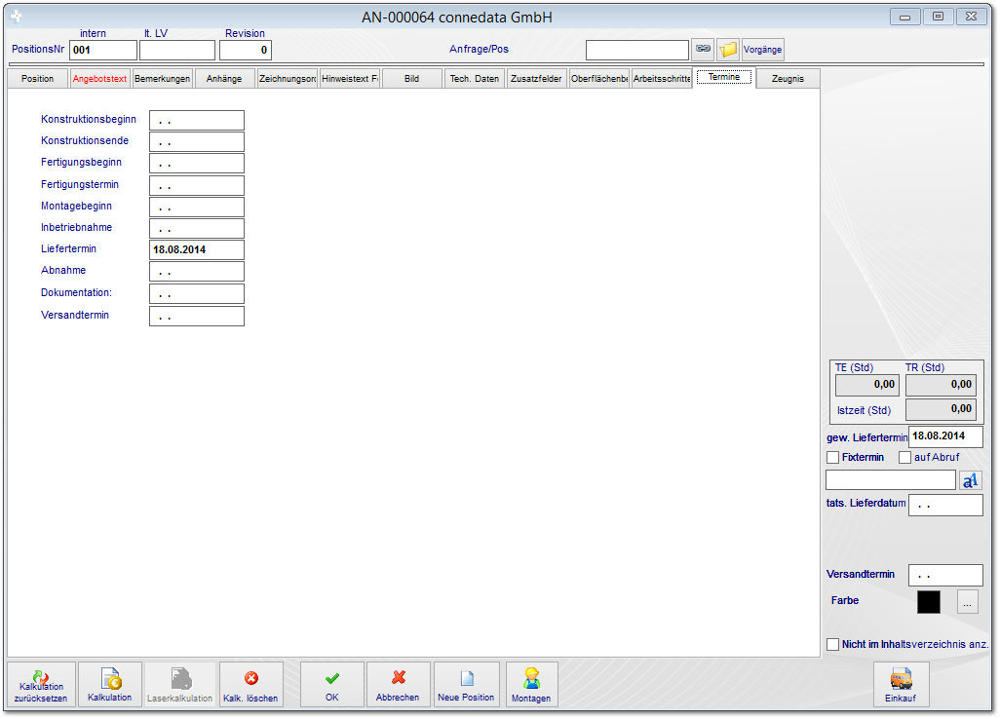 AN-000064 connedata GmbH
intern lt. LV Revision
PositionsNr 001 0 Anfrage/Pos Vorgänge
Position Angebotstext Bemerkungen Anhänge Zeichnungsord Hinweistext F Bild Tech. Daten Zusatzfelder Oberflächenbe Arbeitsschritte Termine Zeugnis
Konstruktionsbeginn . .
Konstruktionsende . .
Fertigungsbeginn . .
Fertigungstermin . .
Montagebeginn . .
Inbetriebnahme . .
Liefertermin 18.08.2014
Abnahme . .
Dokumentation: . .
Versandtermin . .
TE (Std) TR (Std)
0,00 0,00
Istzeit (Std) 0,00
gew. Liefertermin 18.08.2014
Fixtermin auf Abruf
aA
tats. Lieferdatum . .
Versandtermin . .
Farbe ...
Nicht im Inhaltsverzeichnis anz.
Kalkulation
zurücksetzen
Kalkulation
Laserkalkulation
Kalk. löschen
OK
Abbrechen
Neue Position
Montagen
Einkauf